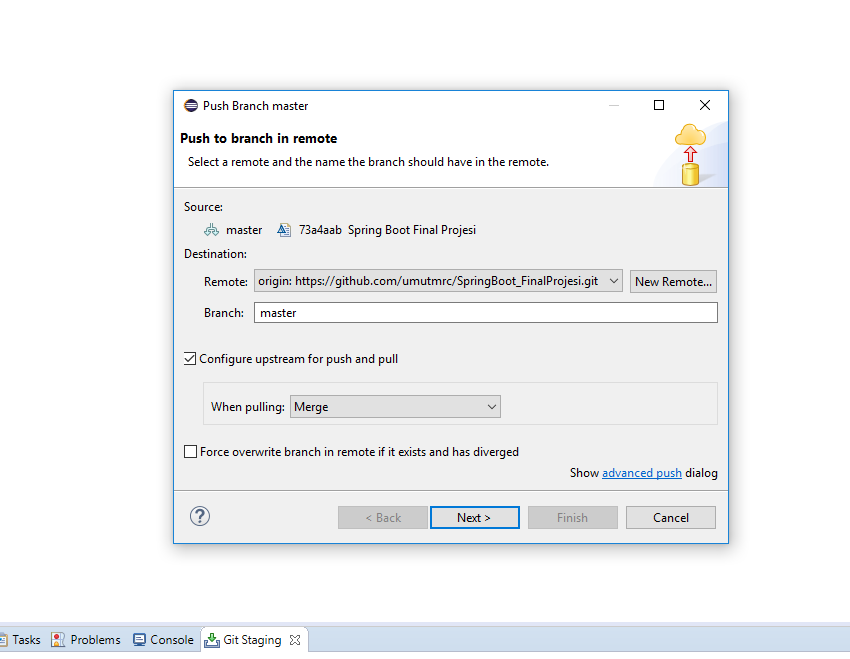 Push Branch master
Push to branch in remote
Select a remote and the name the branch should have in the remote.
Source:
master 73a4aab Spring Boot Final Projesi
Destination:
Remote: origin: https://github.com/umutmrc/SpringBoot_FinalProjesi.git New Remote...
Branch: master
Configure upstream for push and pull
When pulling: Merge
Force overwrite branch in remote if it exists and has diverged
Show advanced push dialog
? < Back Next > Finish Cancel
Tasks Problems Console Git Staging